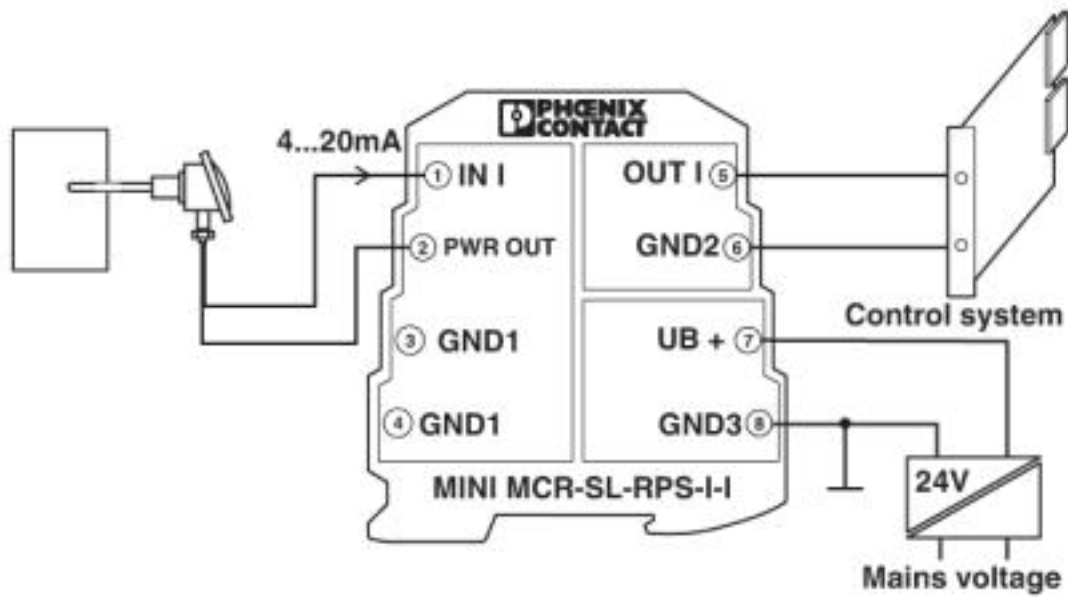 PHŒNIX
CONTACT
4...20mA
1 IN I
OUT I 5
2 PWR OUT
GND2 6
Control system
3 GND1
UB + 7
4 GND1
GND3 8
MINI MCR-SL-RPS-I-I
24V
Mains voltage